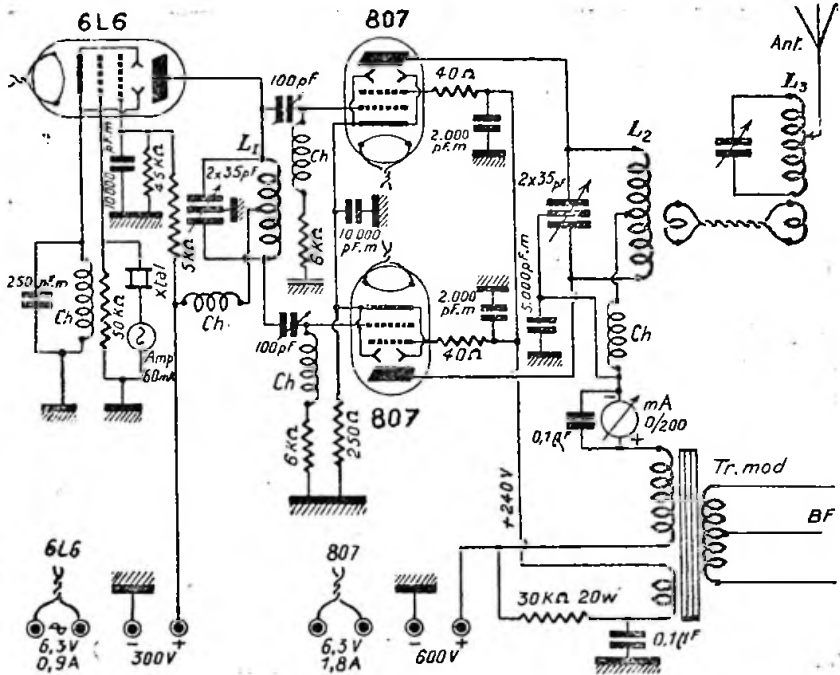 6L6
807
Ant.
100pF
40Ω
L3
L1
2.000
pF.m
L2
10000
pF.m
45KΩ
Ch
2x35pF
2x35pF
6KΩ
10.000
pF.m
5KΩ
250pF.m
Ch
50KΩ
xtal
Ch
2.000
pF.m
5.000pF.m
Amp
60mA
100pF
40Ω
Ch
Ch
807
mA
0/200
-
+
0,1μF
6KΩ
250Ω
+240V
Tr.mod
BF
6L6
807
30KΩ 20W
0,1μF
6,3V
0,9A
-
300V
+
6,3V
1,8A
-
600V
+